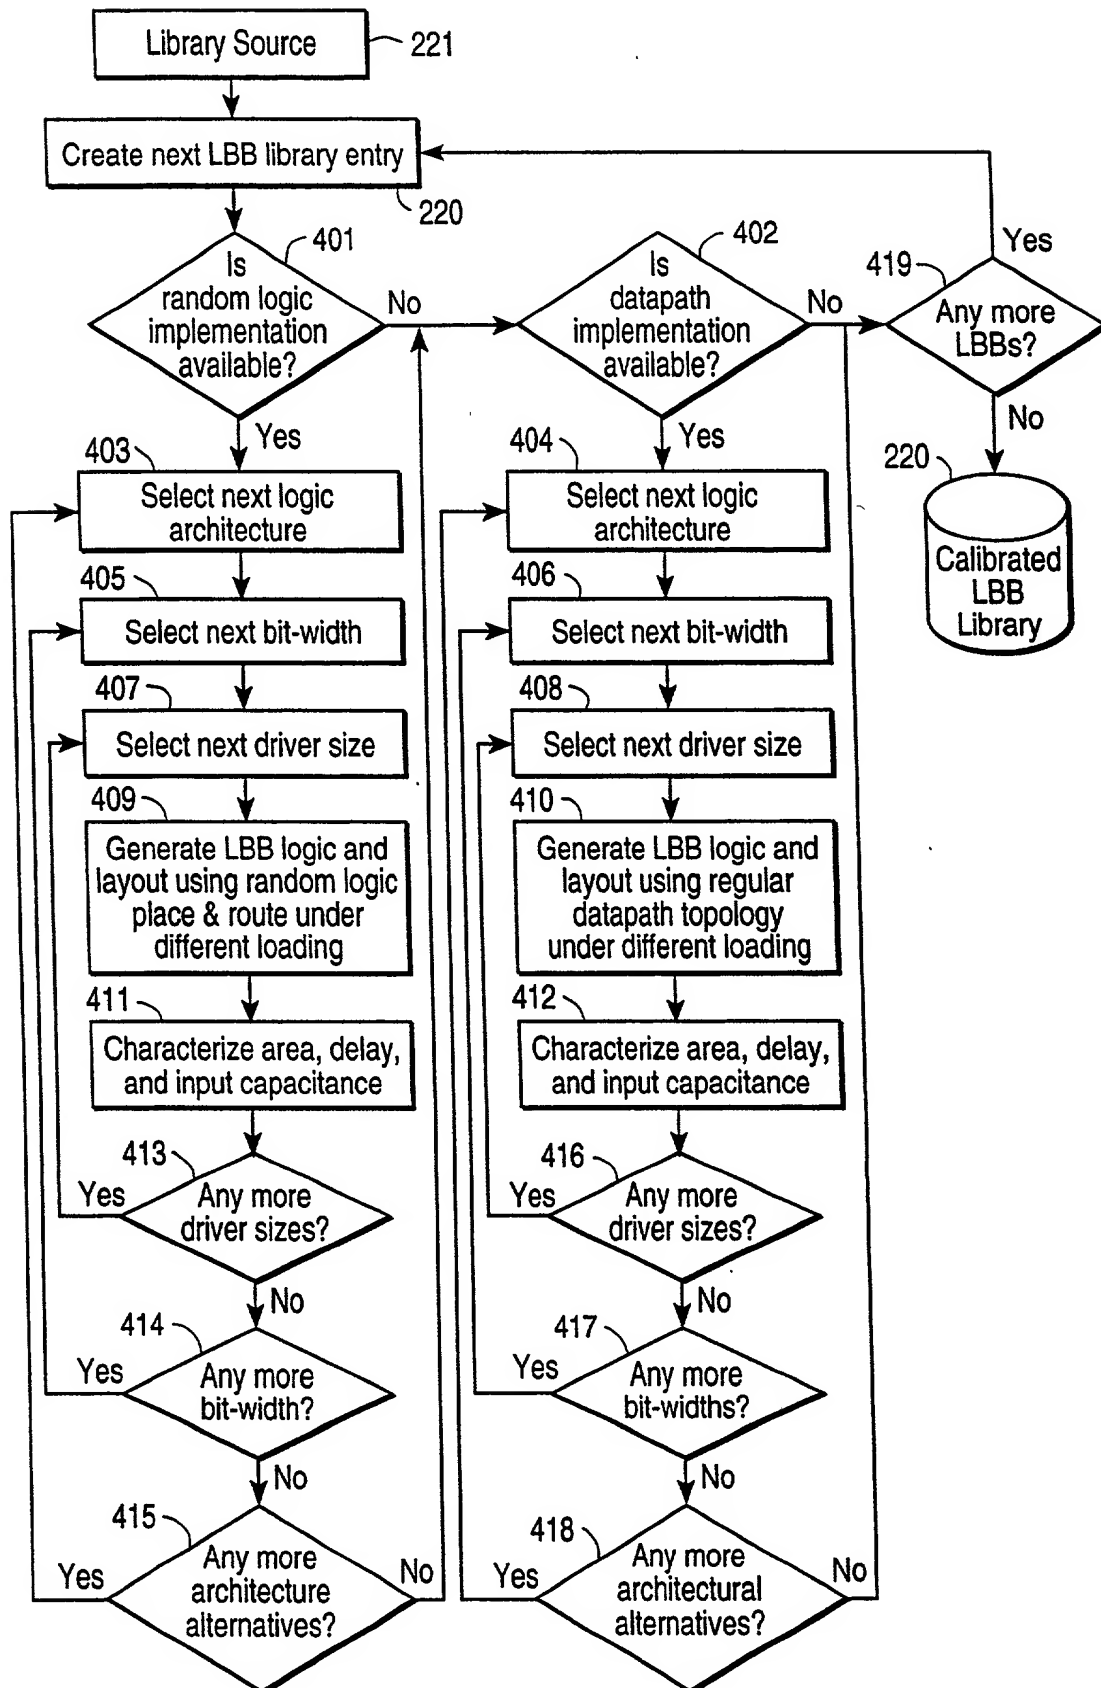 Library Source
221
Create next LBB library entry
220
401
Is
random logic
implementation
available?
No
Yes
402
Is
datapath
implementation
available?
No
Yes
419
Any more
LBBs?
Yes
No
220
Calibrated
LBB
Library
403
Select next logic
architecture
405
Select next bit-width
407
Select next driver size
409
Generate LBB logic and
layout using random logic
place & route under
different loading
411
Characterize area, delay,
and input capacitance
413
Any more
driver sizes?
Yes
No
414
Any more
bit-width?
Yes
No
415
Any more
architecture
alternatives?
Yes
No
404
Select next logic
architecture
406
Select next bit-width
408
Select next driver size
410
Generate LBB logic and
layout using regular
datapath topology
under different loading
412
Characterize area, delay,
and input capacitance
416
Any more
driver sizes?
Yes
No
417
Any more
bit-widths?
Yes
No
418
Any more
architectural
alternatives?
Yes
No